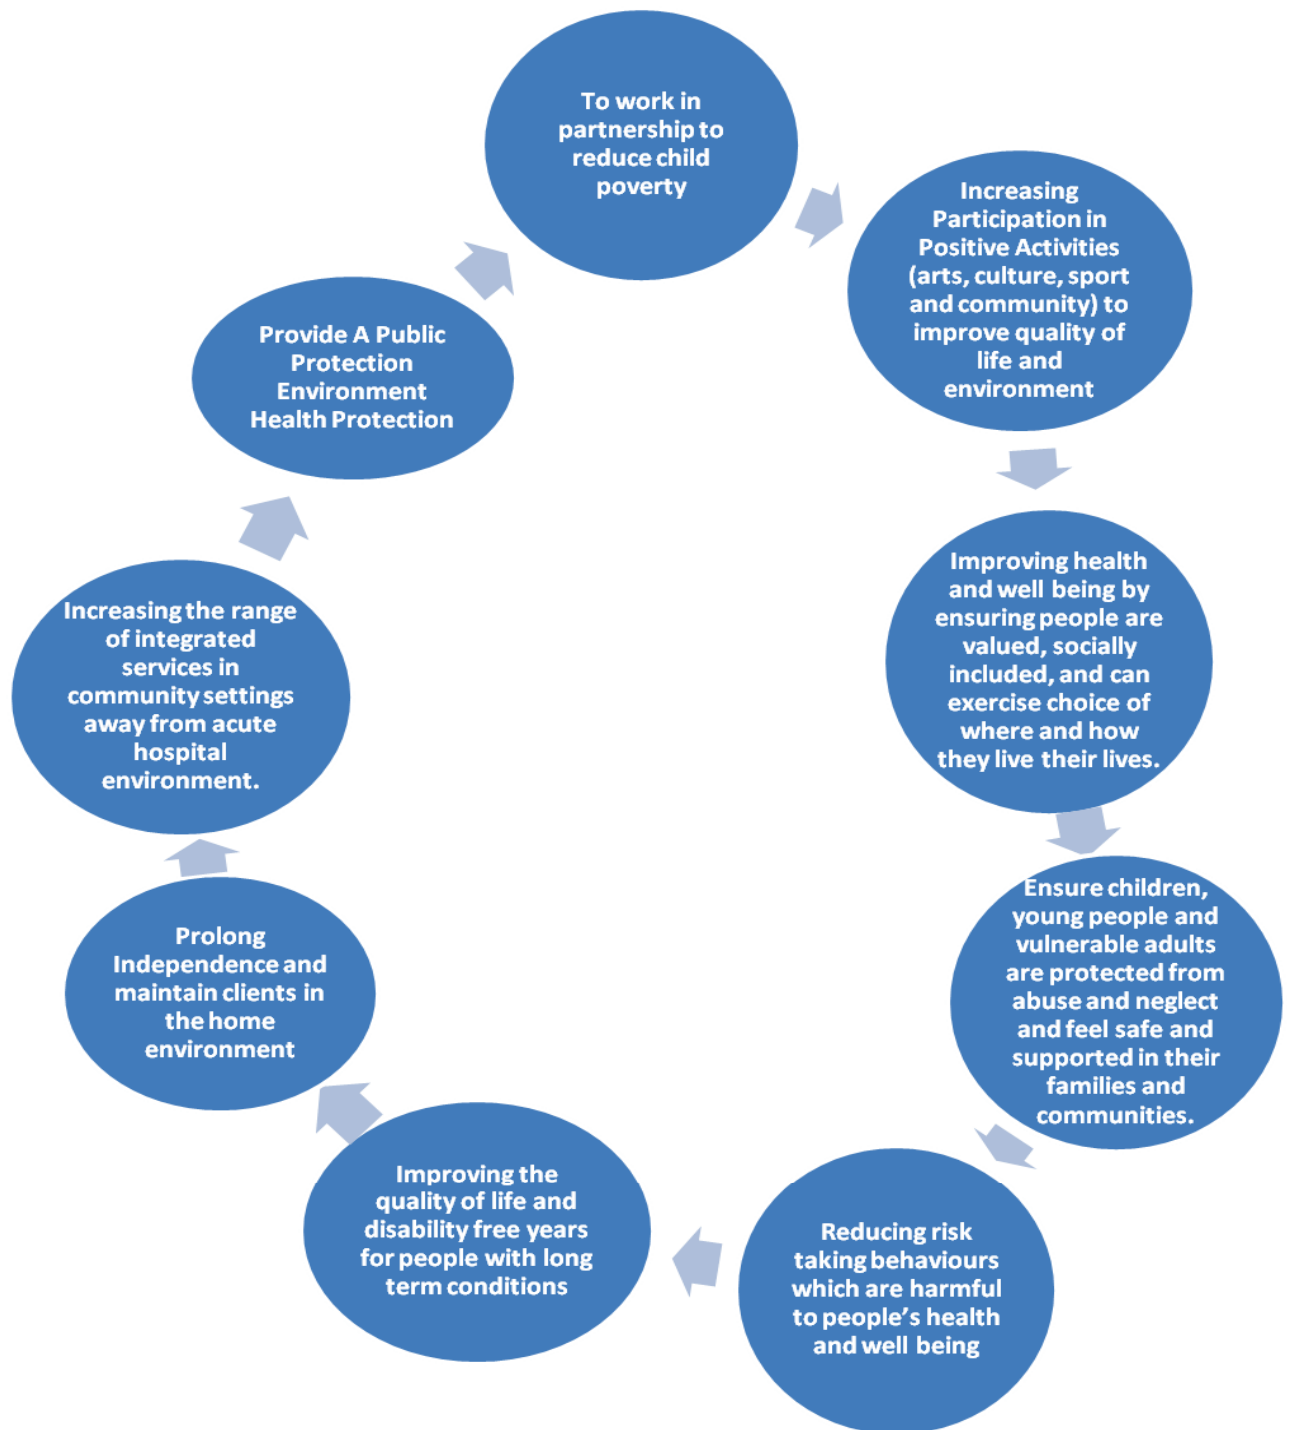 To work in
partnership to
reduce child
poverty
Increasing
Participation in
Positive Activities
(arts, culture, sport
and community) to
improve quality of
life and
environment
Improving health
and well being by
ensuring people are
valued, socially
included, and can
exercise choice of
where and how
they live their lives.
Ensure children,
young people and
vulnerable adults
are protected from
abuse and neglect
and feel safe and
supported in their
families and
communities.
Reducing risk
taking behaviours
which are harmful
to people’s health
and well being
Improving the
quality of life and
disability free years
for people with long
term conditions
Prolong
Independence and
maintain clients in
the home
environment
Increasing the range
of integrated
services in
community settings
away from acute
hospital
environment.
Provide A Public
Protection
Environment
Health Protection